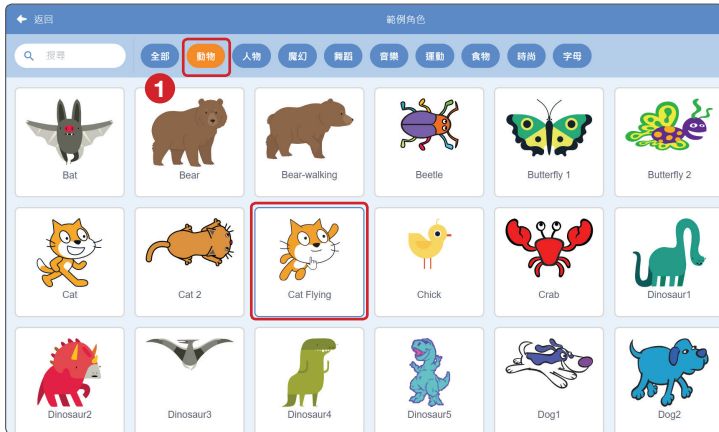 返回
範例角色
搜尋
全部 動物 人物 魔幻 舞蹈 音樂 運動 食物 時尚 字母
1
Bat Bear Bear-walking Beetle Butterfly 1 Butterfly 2
Cat Cat 2 Cat Flying Chick Crab Dinosaur1
Dinosaur2 Dinosaur3 Dinosaur4 Dinosaur5 Dog1 Dog2